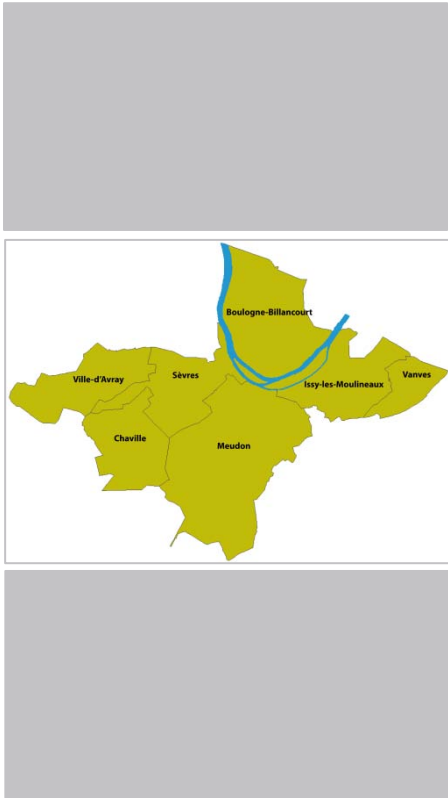 Boulogne-Billancourt
Ville-d'Avray
Sèvres
Vanves
Issy-les-Moulineaux
Chaville
Meudon